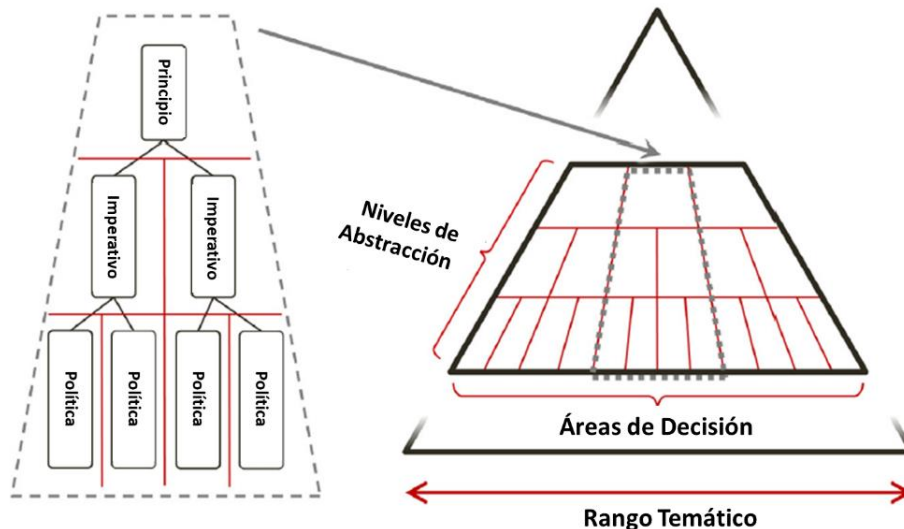 Principio
Imperativo
Imperativo
Política
Política
Política
Política
Niveles de
Abstracción
Áreas de Decisión
Rango Temático